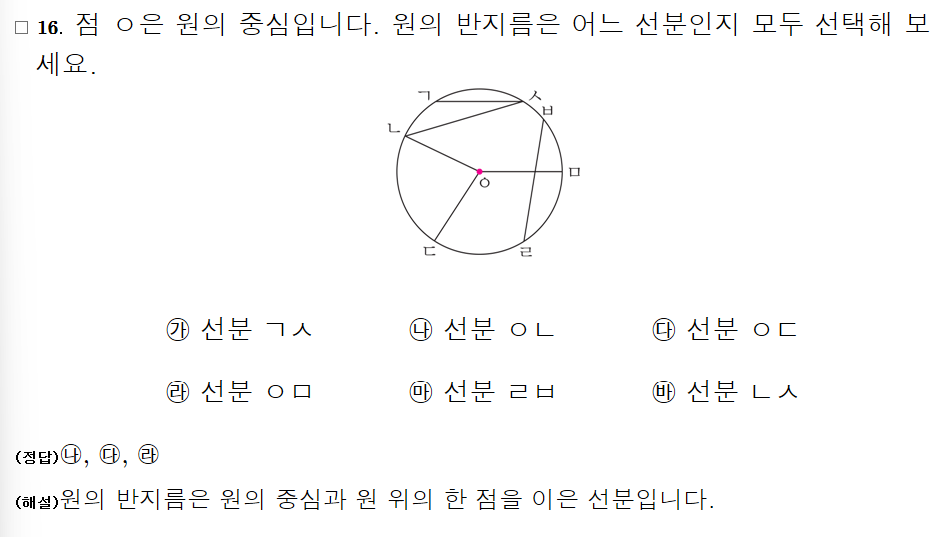 □ 16. 점 ㅇ은 원의 중심입니다. 원의 반지름은 어느 선분인지 모두 선택해 보
세요.
ㄱ ㅅ
ㅂ
ㄴ
ㅁ
ㅇ
ㄷ ㄹ
㉮ 선분 ㄱㅅ ㉯ 선분 ㅇㄴ ㉰ 선분 ㅇㄷ
㉱ 선분 ㅇㅁ ㉲ 선분 ㄹㅂ ㉳ 선분 ㄴㅅ
(정답)㉯, ㉰, ㉱
(해설)원의 반지름은 원의 중심과 원 위의 한 점을 이은 선분입니다.